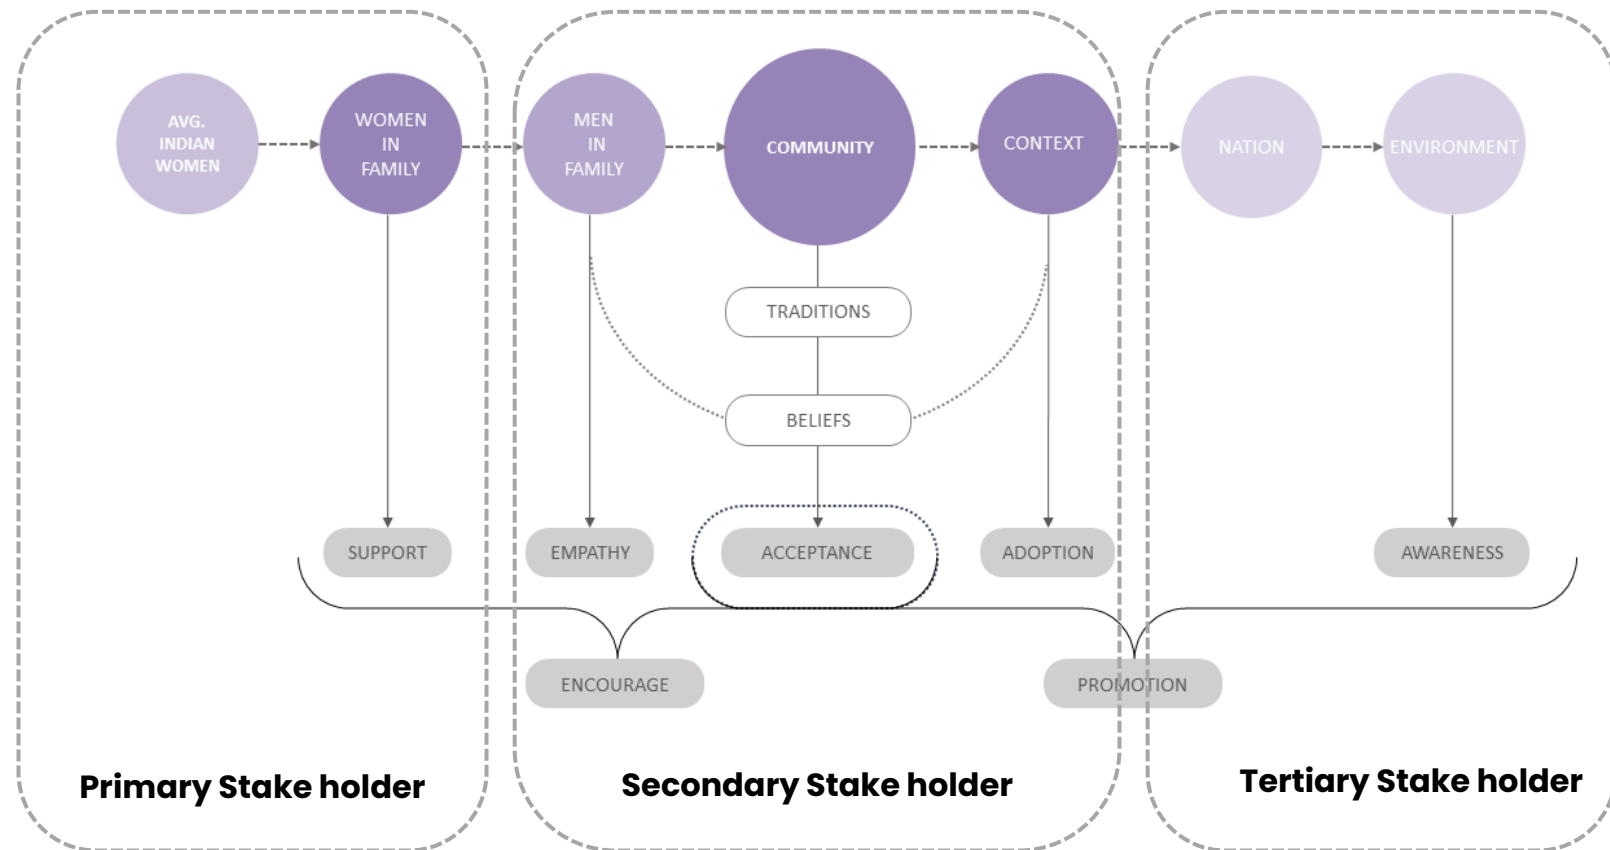 AVG.
INDIAN
WOMEN
WOMEN
IN
FAMILY
MEN
IN
FAMILY
COMMUNITY
CONTEXT
NATION
ENVIRONMENT
TRADITIONS
BELIEFS
SUPPORT
EMPATHY
ACCEPTANCE
ADOPTION
AWARENESS
ENCOURAGE
PROMOTION
Primary Stake holder
Secondary Stake holder
Tertiary Stake holder